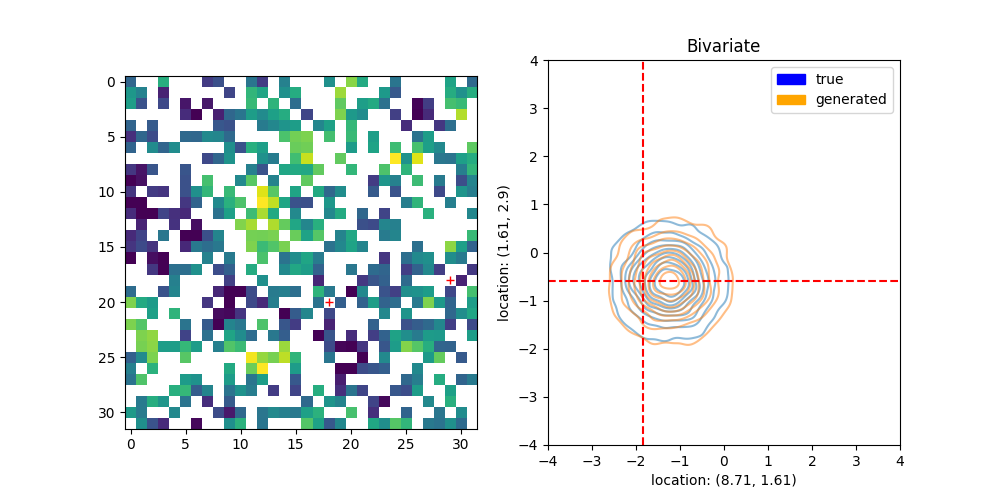 Bivariate
0
5
10
15
20
25
30
0 5 10 15 20 25 30
location: (1.61, 2.9)
4
3
2
1
0
−1
−2
−3
−4
−4 −3 −2 −1 0 1 2 3 4
location: (8.71, 1.61)
true
generated